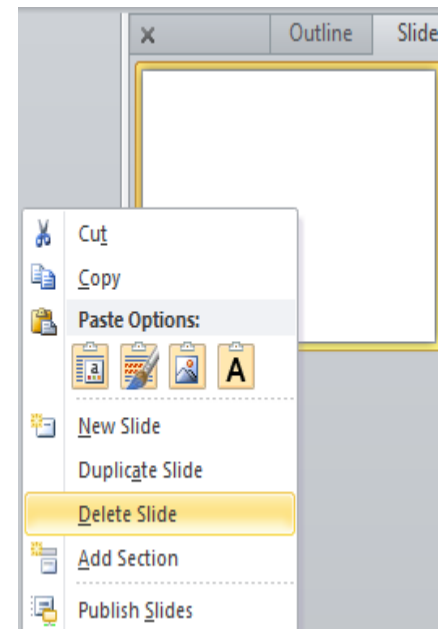 Outline Slide
Cut
Copy
Paste Options:
a A
New Slide
Duplicate Slide
Delete Slide
Add Section
Publish Slides